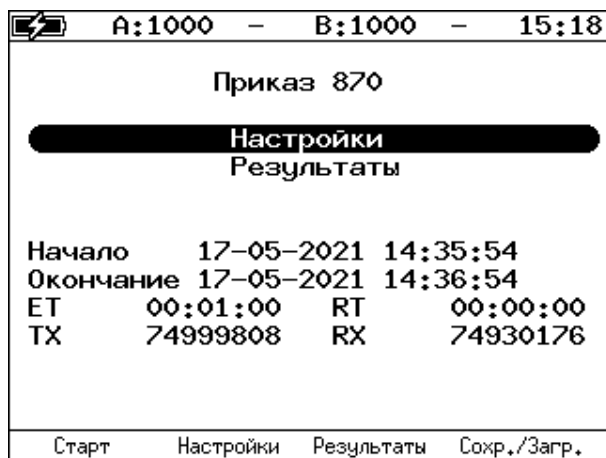 A:1000 – B:1000 – 15:18
Приказ 870
Настройки
Результаты
Начало 17-05-2021 14:35:54
Окончание 17-05-2021 14:36:54
ET 00:01:00 RT 00:00:00
TX 74999808 RX 74930176
Старт Настройки Результаты Сохр./Загр.